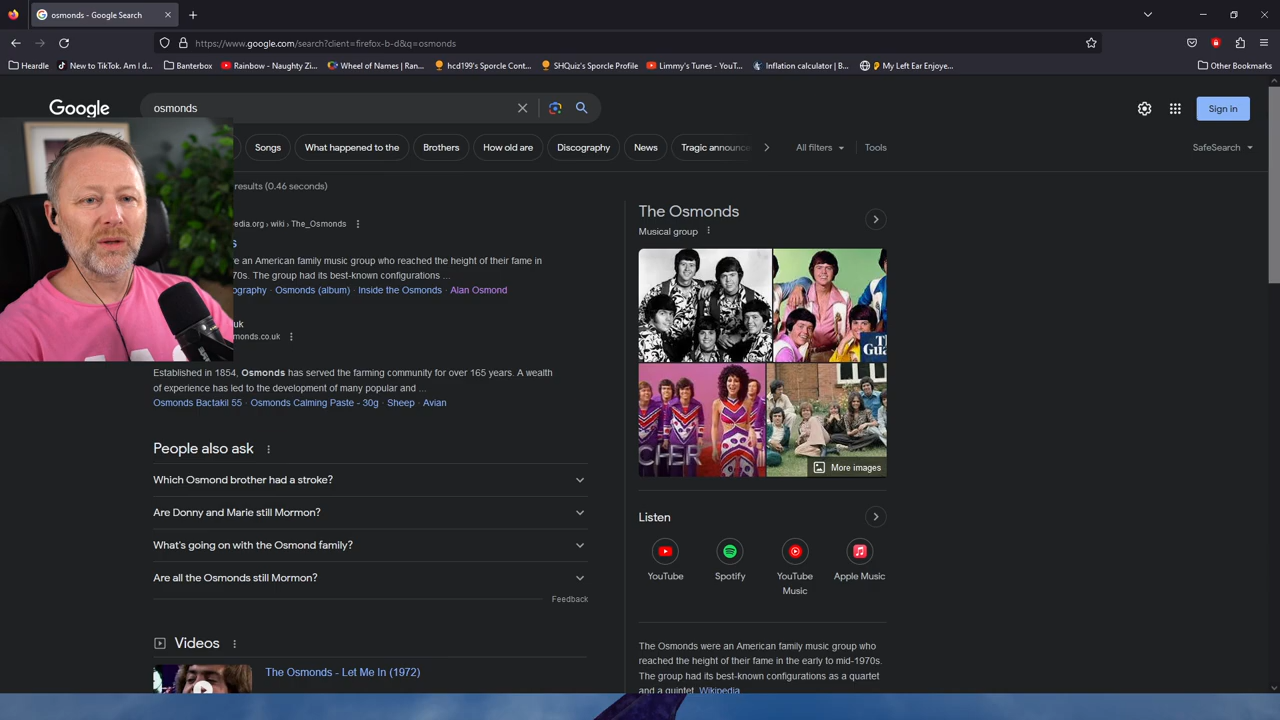 osmonds - Google Search
https://www.google.com/search?client=firefox-b-d&q=osmonds
Heardle
New to TikTok. Am I d...
Banterbox
Rainbow - Naughty Zi...
Wheel of Names | Ran...
hcd199's Sporcle Cont...
SHQuiz's Sporcle Profile
Limmy's Tunes - YouT...
Inflation calculator | B...
My Left Ear Enjoye...
Other Bookmarks
Google
osmonds
Sign in
Songs
What happened to the
Brothers
How old are
Discography
News
Tragic announce
All filters
Tools
SafeSearch
results (0.46 seconds)
pedia.org › wiki › The_Osmonds
s
re an American family music group who reached the height of their fame in
70s. The group had its best-known configurations ...
ography · Osmonds (album) · Inside the Osmonds · Alan Osmond
uk
monds.co.uk
Established in 1854, Osmonds has served the farming community for over 165 years. A wealth
of experience has led to the development of many popular and ...
Osmonds Bactakil 55 · Osmonds Calming Paste - 30g · Sheep · Avian
People also ask
Which Osmond brother had a stroke?
Are Donny and Marie still Mormon?
What's going on with the Osmond family?
Are all the Osmonds still Mormon?
Feedback
Videos
The Osmonds - Let Me In (1972)
The Osmonds
Musical group
CHER
More images
Listen
YouTube
Spotify
YouTube
Music
Apple Music
The Osmonds were an American family music group who
reached the height of their fame in the early to mid-1970s.
The group had its best-known configurations as a quartet
and a quintet. Wikipedia